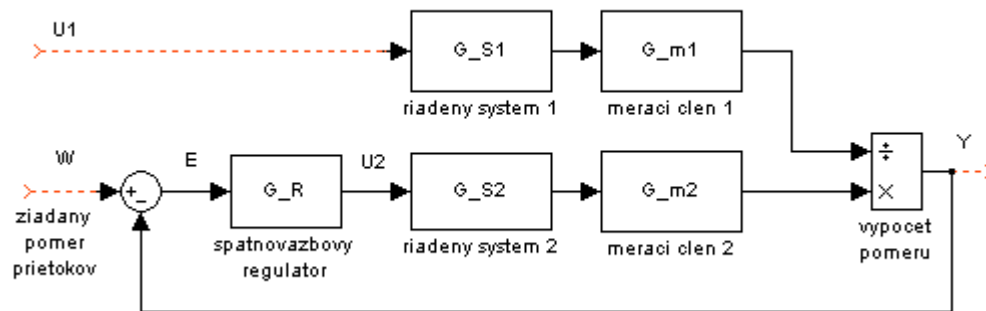 U1
G_S1
G_m1
riadeny system 1
meraci clen 1
W
E
U2
Y
÷
+
−
G_R
G_S2
G_m2
×
ziadany
pomer
prietokov
spatnovazbovy
regulator
riadeny system 2
meraci clen 2
vypocet
pomeru